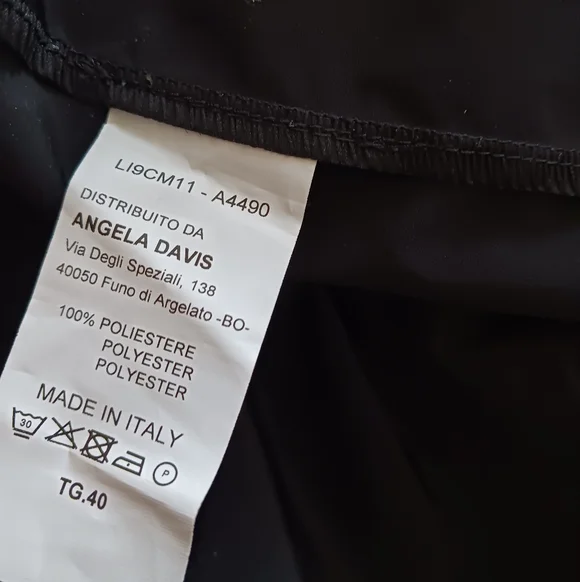 LI9CM11 - A4490
DISTRIBUITO DA
ANGELA DAVIS
Via Degli Speziali, 138
40050 Funo di Argelato -BO-
100% POLIESTERE
POLYESTER
POLYESTER
MADE IN ITALY
30
P
TG.40